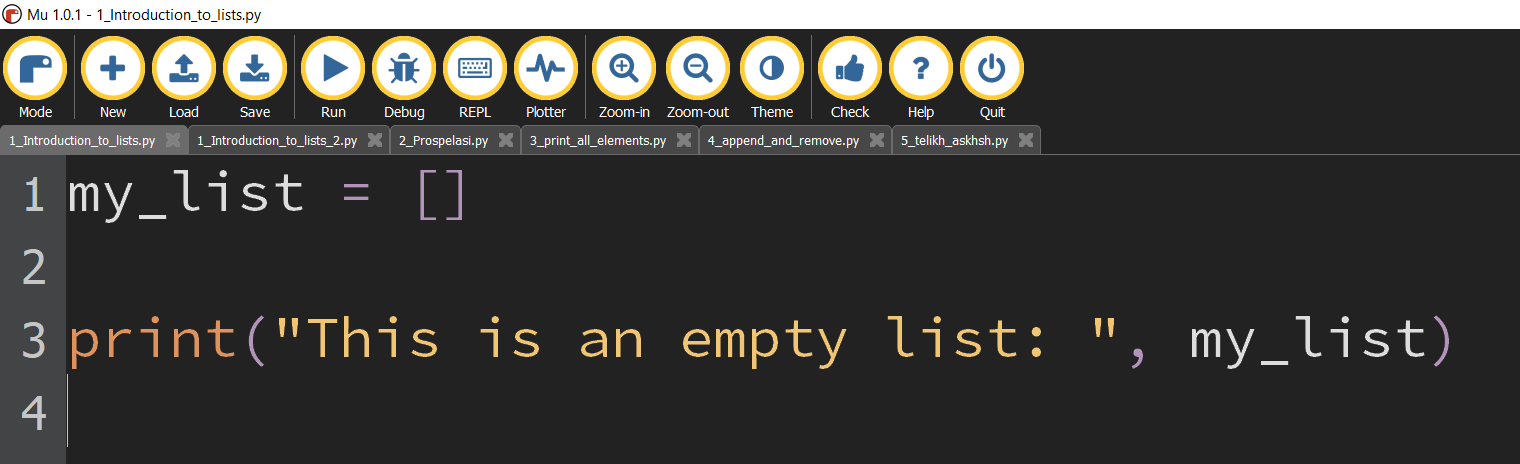 Mu 1.0.1 - 1_Introduction_to_lists.py
Mode New Load Save Run Debug REPL Plotter Zoom-in Zoom-out Theme Check Help Quit
1_Introduction_to_lists.py 1_Introduction_to_lists_2.py 2_Prospelasi.py 3_print_all_elements.py 4_append_and_remove.py 5_telikh_askhsh.py
1 my_list = []
2
3 print("This is an empty list: ", my_list)
4